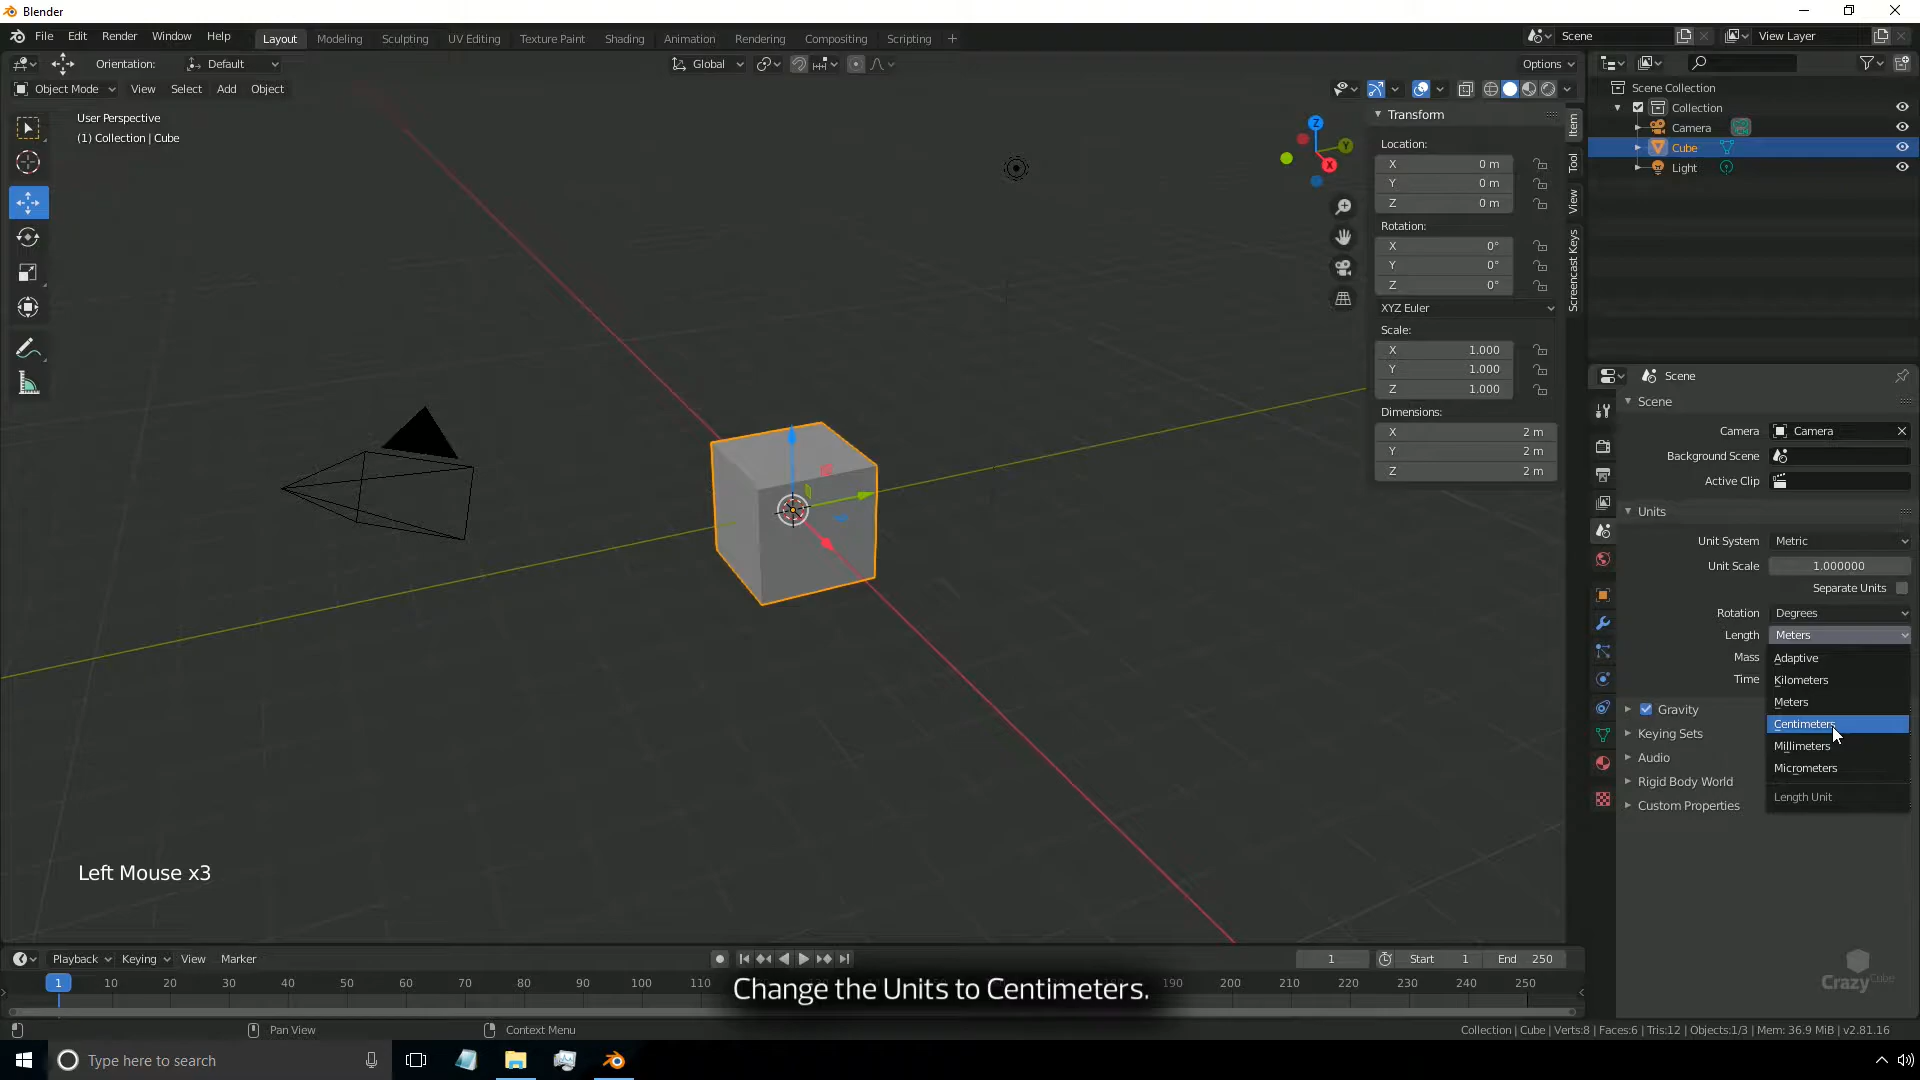 Blender
File Edit Render Window Help Layout Modeling Sculpting UV Editing Texture Paint Shading Animation Rendering Compositing Scripting + Scene View Layer
Orientation: Default Global Options
Object Mode View Select Add Object
User Perspective
(1) Collection | Cube
Z
Y
X
Transform
Location:
X 0 m
Y 0 m
Z 0 m
Rotation:
X 0°
Y 0°
Z 0°
XYZ Euler
Scale:
X 1.000
Y 1.000
Z 1.000
Dimensions:
X 2 m
Y 2 m
Z 2 m
Item
Tool
View
Screencast Keys
Scene Collection
Collection
Camera
Cube
Light
Scene
Scene
Camera Camera
Background Scene
Active Clip
Units
Unit System Metric
Unit Scale 1.000000
Separate Units
Rotation Degrees
Length Meters
Mass
Time
Adaptive
Kilometers
Meters
Centimeters
Millimeters
Micrometers
Length Unit
Gravity
Keying Sets
Audio
Rigid Body World
Custom Properties
Left Mouse x3
Playback Keying View Marker 1 Start 1 End 250
1 10 20 30 40 50 60 70 80 90 100 110 120 130 140 150 160 170 180 190 200 210 220 230 240 250
Change the Units to Centimeters.
CrazyCube
Pan View Context Menu Collection | Cube | Verts:8 | Faces:6 | Tris:12 | Objects:1/3 | Mem: 36.9 MiB | v2.81.16
Type here to search